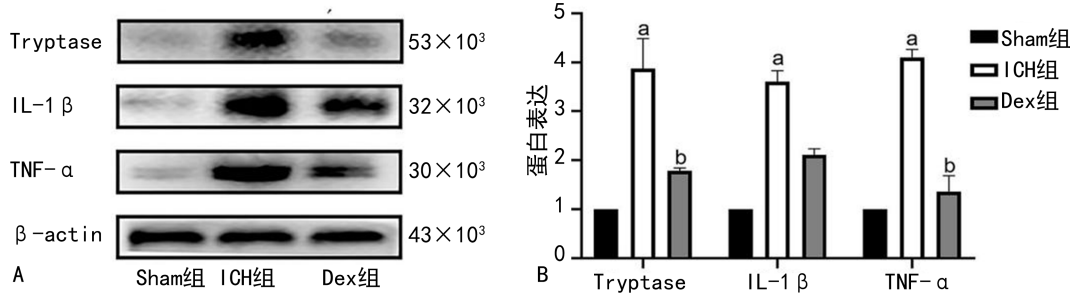 Tryptase 53×10³
IL-1β 32×10³
TNF-α 30×10³
β-actin 43×10³
A Sham组 ICH组 Dex组
蛋白表达
5
4
3
2
1
0
a
b
a
a
b
Sham组
ICH组
Dex组
B Tryptase IL-1β TNF-α